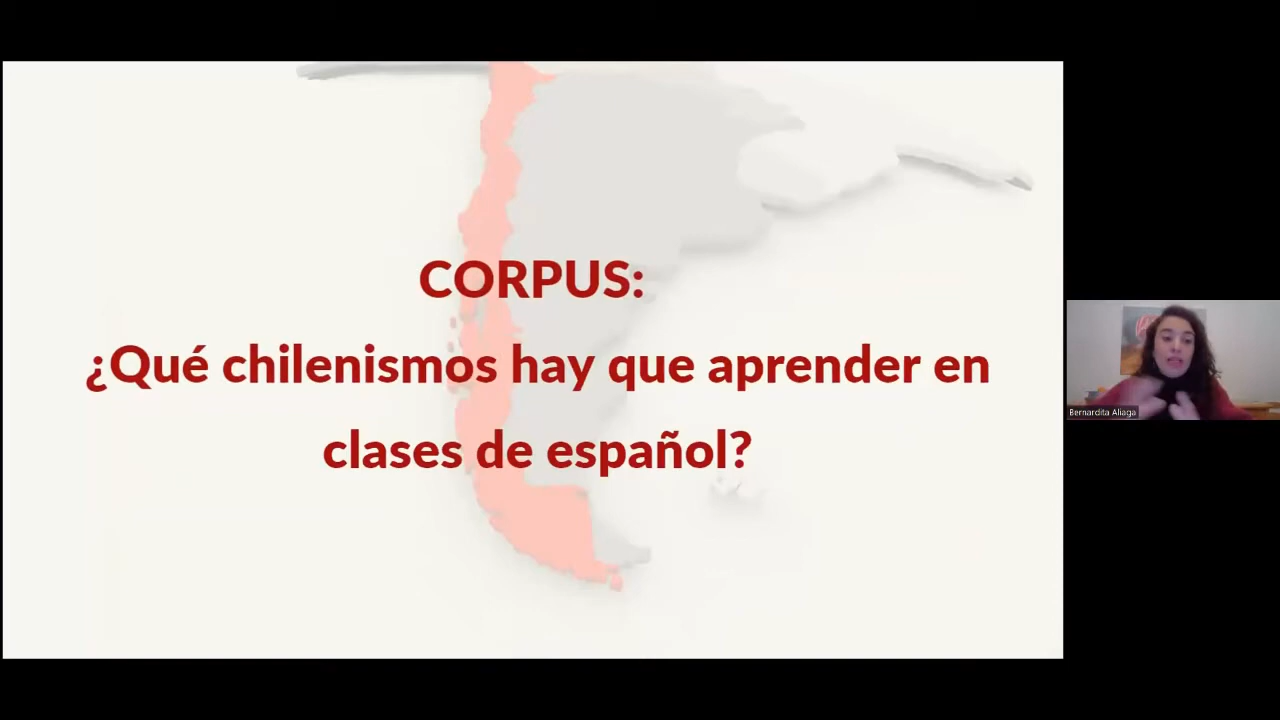 CORPUS:
¿Qué chilenismos hay que aprender en
clases de español?
Bernardita Aliaga